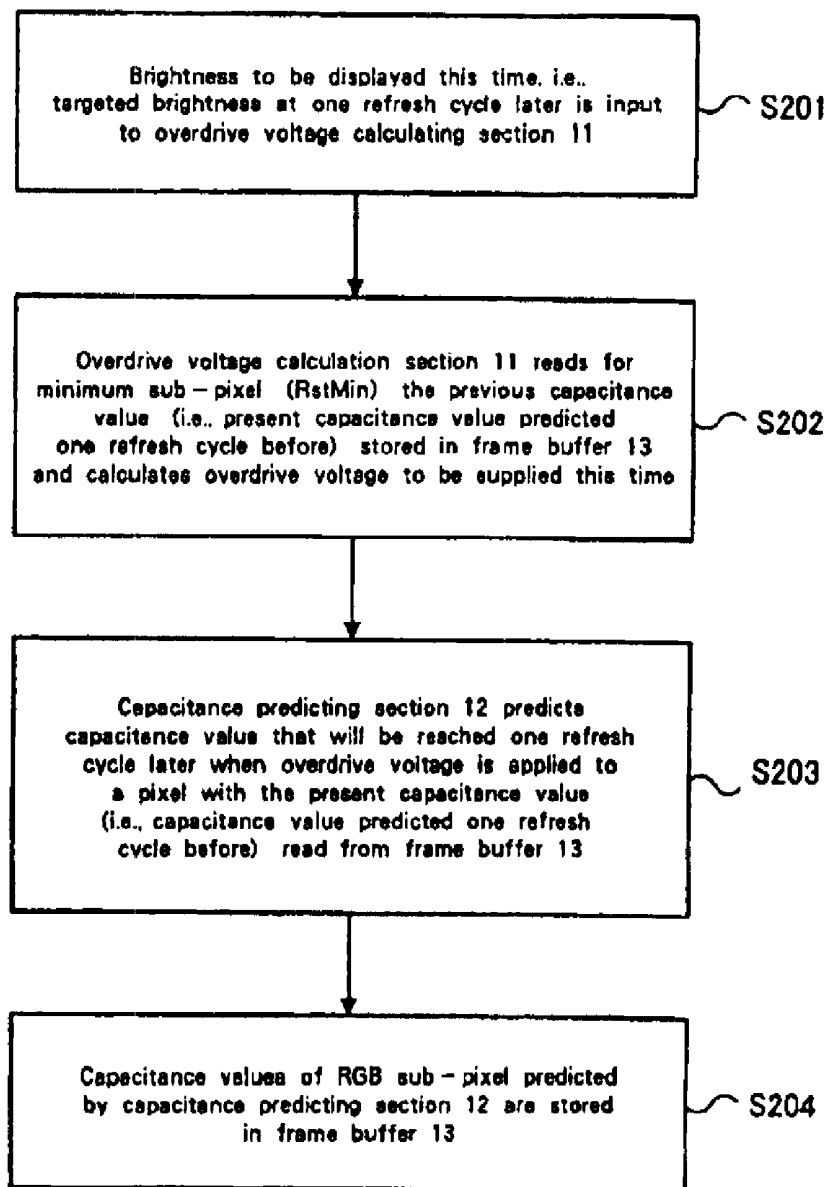 Brightness to be displayed this time, i.e.,
targeted brightness at one refresh cycle later is input
to overdrive voltage calculating section 11
S201
Overdrive voltage calculation section 11 reads for
minimum sub-pixel (RstMin) the previous capacitance
value (i.e., present capacitance value predicted
one refresh cycle before) stored in frame buffer 13
and calculates overdrive voltage to be supplied this time
S202
Capacitance predicting section 12 predicts
capacitance value that will be reached one refresh
cycle later when overdrive voltage is applied to
a pixel with the present capacitance value
(i.e., capacitance value predicted one refresh
cycle before) read from frame buffer 13
S203
Capacitance values of RGB sub-pixel predicted
by capacitance predicting section 12 are stored
in frame buffer 13
S204